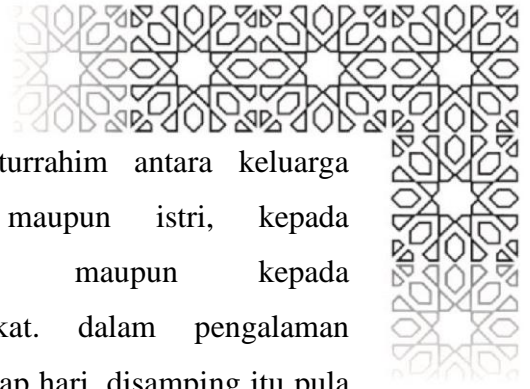 turrahim antara keluarga
maupun istri, kepada
maupun kepada
kat. dalam pengalaman
ap hari, disamping itu pula